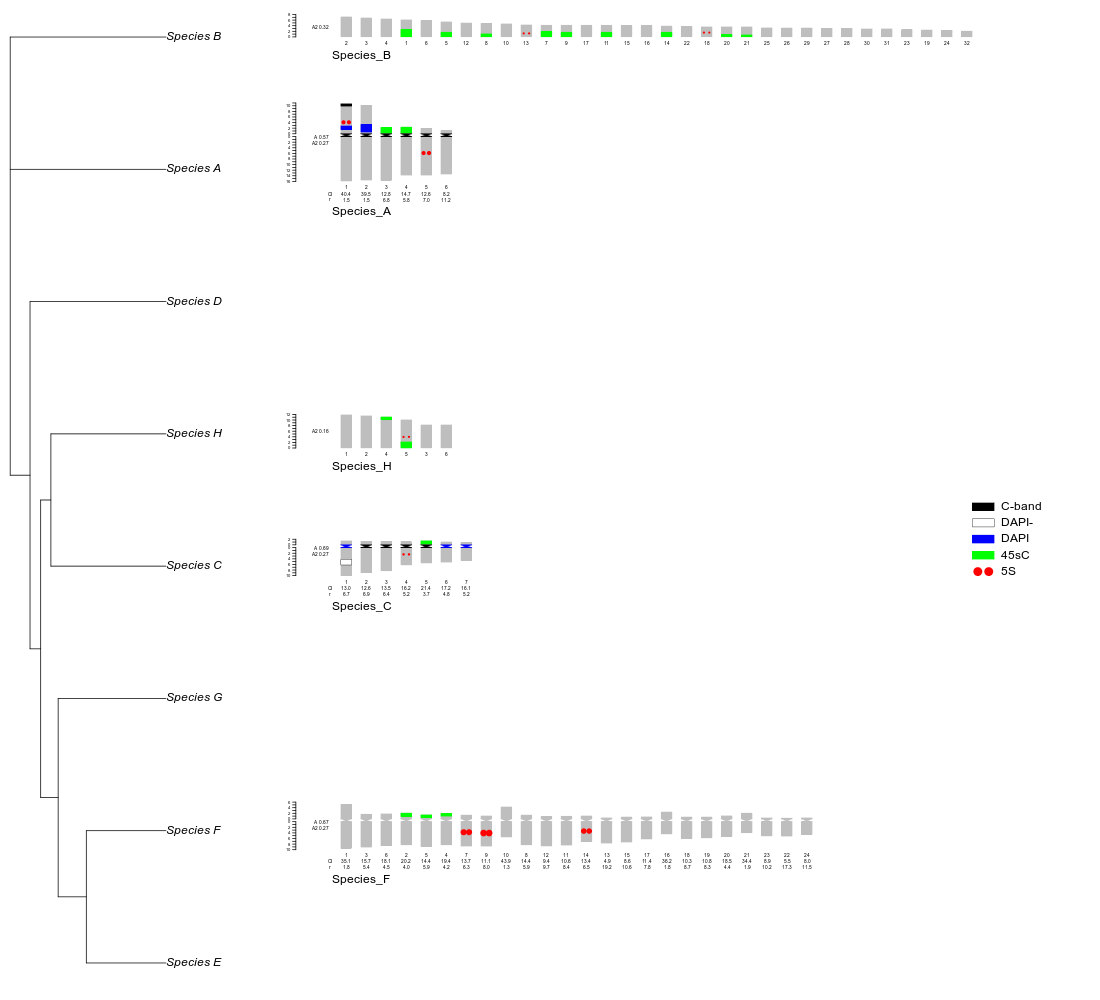 Species B
A2 0.32
2 3 4 1 6 5 12 8 10 13 7 9 17 11 15 16 14 22 18 20 21 25 26 29 27 28 30 31 23 19 24 32
Species_B
A 0.57
A2 0.27
Species A
1 2 3 4 5 6
CI 40.4 39.5 12.8 14.7 12.6 8.2
r 1.5 1.5 6.8 5.8 7.0 11.2
Species_A
Species D
Species H
A2 0.16
1 2 4 5 3 6
Species_H
C-band
DAPI-
DAPI
45sC
5S
A 0.69
A2 0.27
Species C
1 2 3 4 5 6 7
CI 13.0 12.6 13.5 16.2 21.4 17.2 16.1
r 6.7 6.9 6.4 5.2 3.7 4.8 5.2
Species_C
Species G
A 0.67
A2 0.27
Species F
1 3 6 2 5 4 7 9 10 8 12 11 14 13 15 17 16 18 19 20 21 23 22 24
CI 35.1 15.7 18.1 20.2 14.4 19.4 13.7 11.1 43.9 14.4 9.4 10.6 13.4 4.9 8.6 11.4 36.2 10.3 10.8 18.5 34.4 8.9 5.5 8.0
r 1.8 5.4 4.5 4.0 5.9 4.2 6.3 8.0 1.3 5.9 9.7 8.4 6.5 19.2 10.6 7.8 1.8 8.7 8.3 4.4 1.9 10.2 17.3 11.5
Species_F
Species E